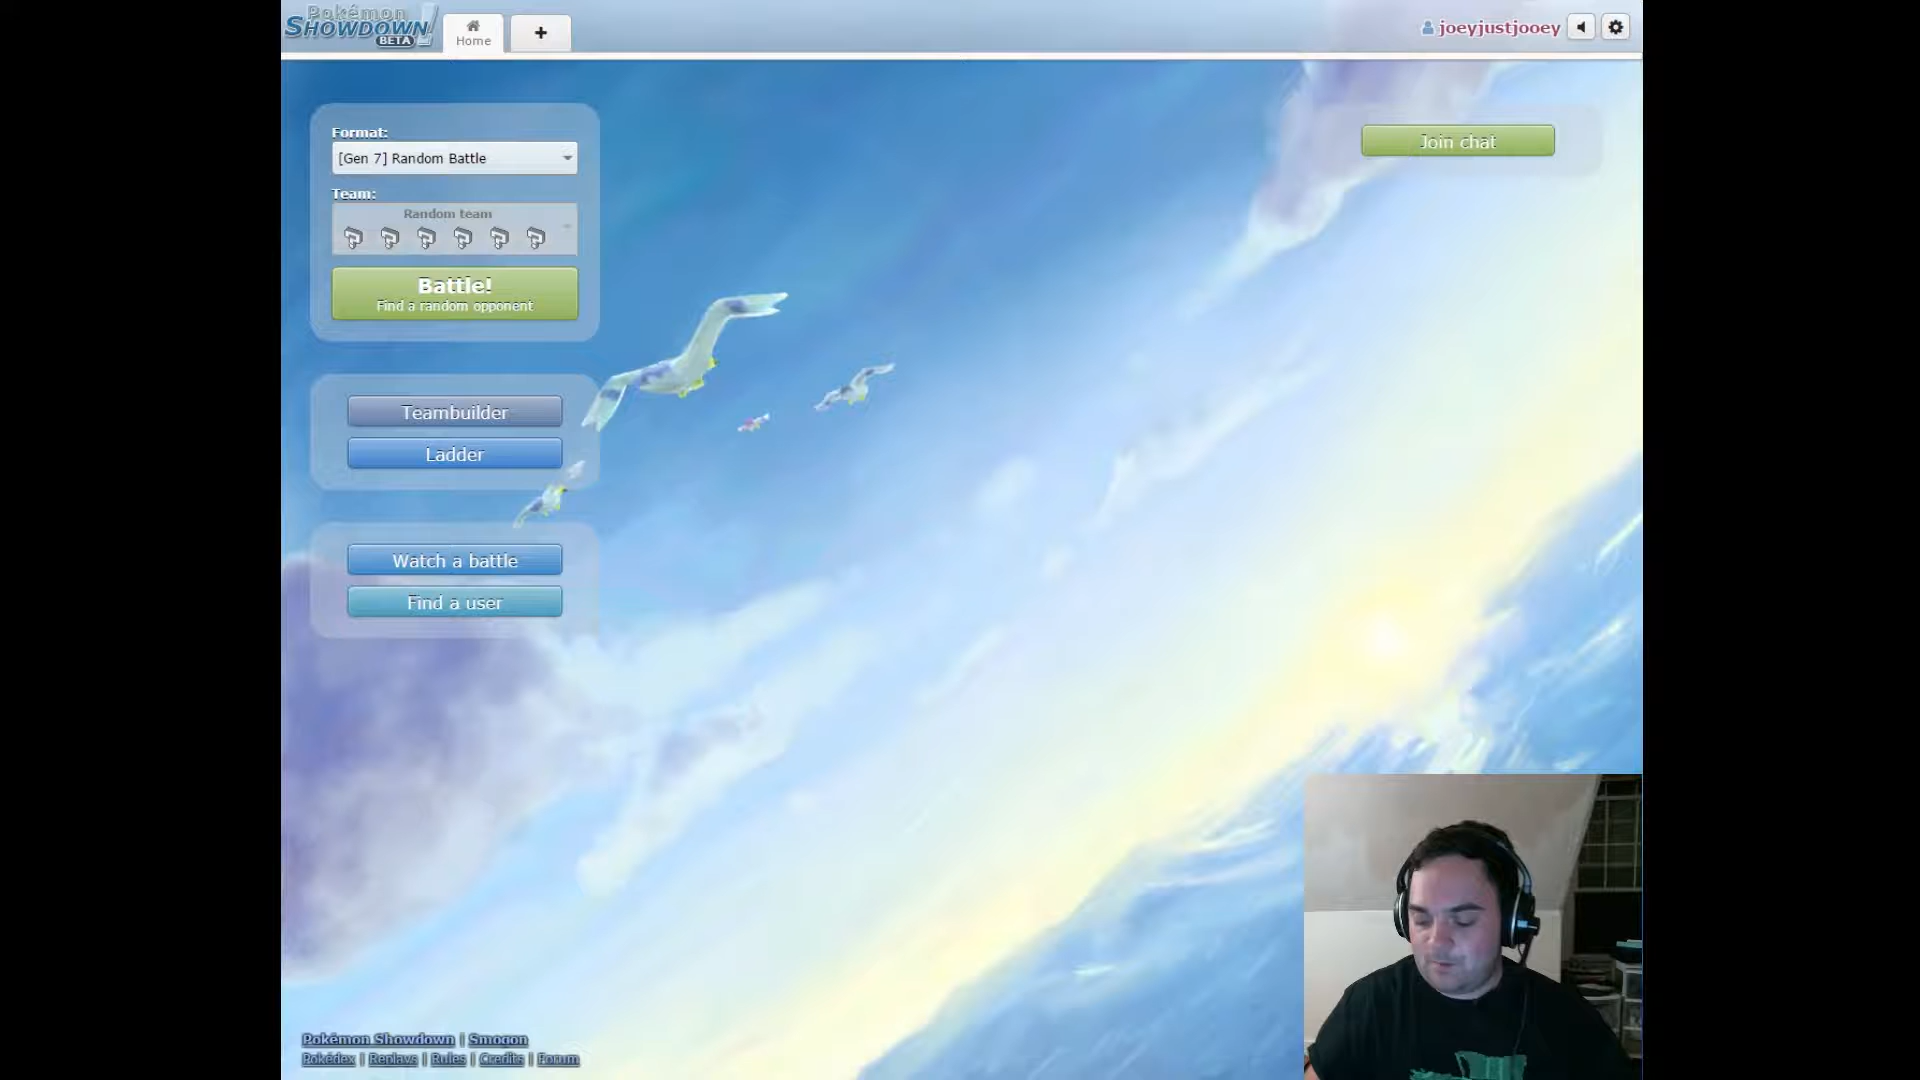 Pokémon
SHOWDOWN!
BETA
Home
+
joeyjustjooey
Format:
[Gen 7] Random Battle
Team:
Random team
? ? ? ? ? ?
Battle!
Find a random opponent
Join chat
Teambuilder
Ladder
Watch a battle
Find a user
Pokémon Showdown | Smogon
Pokédex | Replays | Rules | Credits | Forum